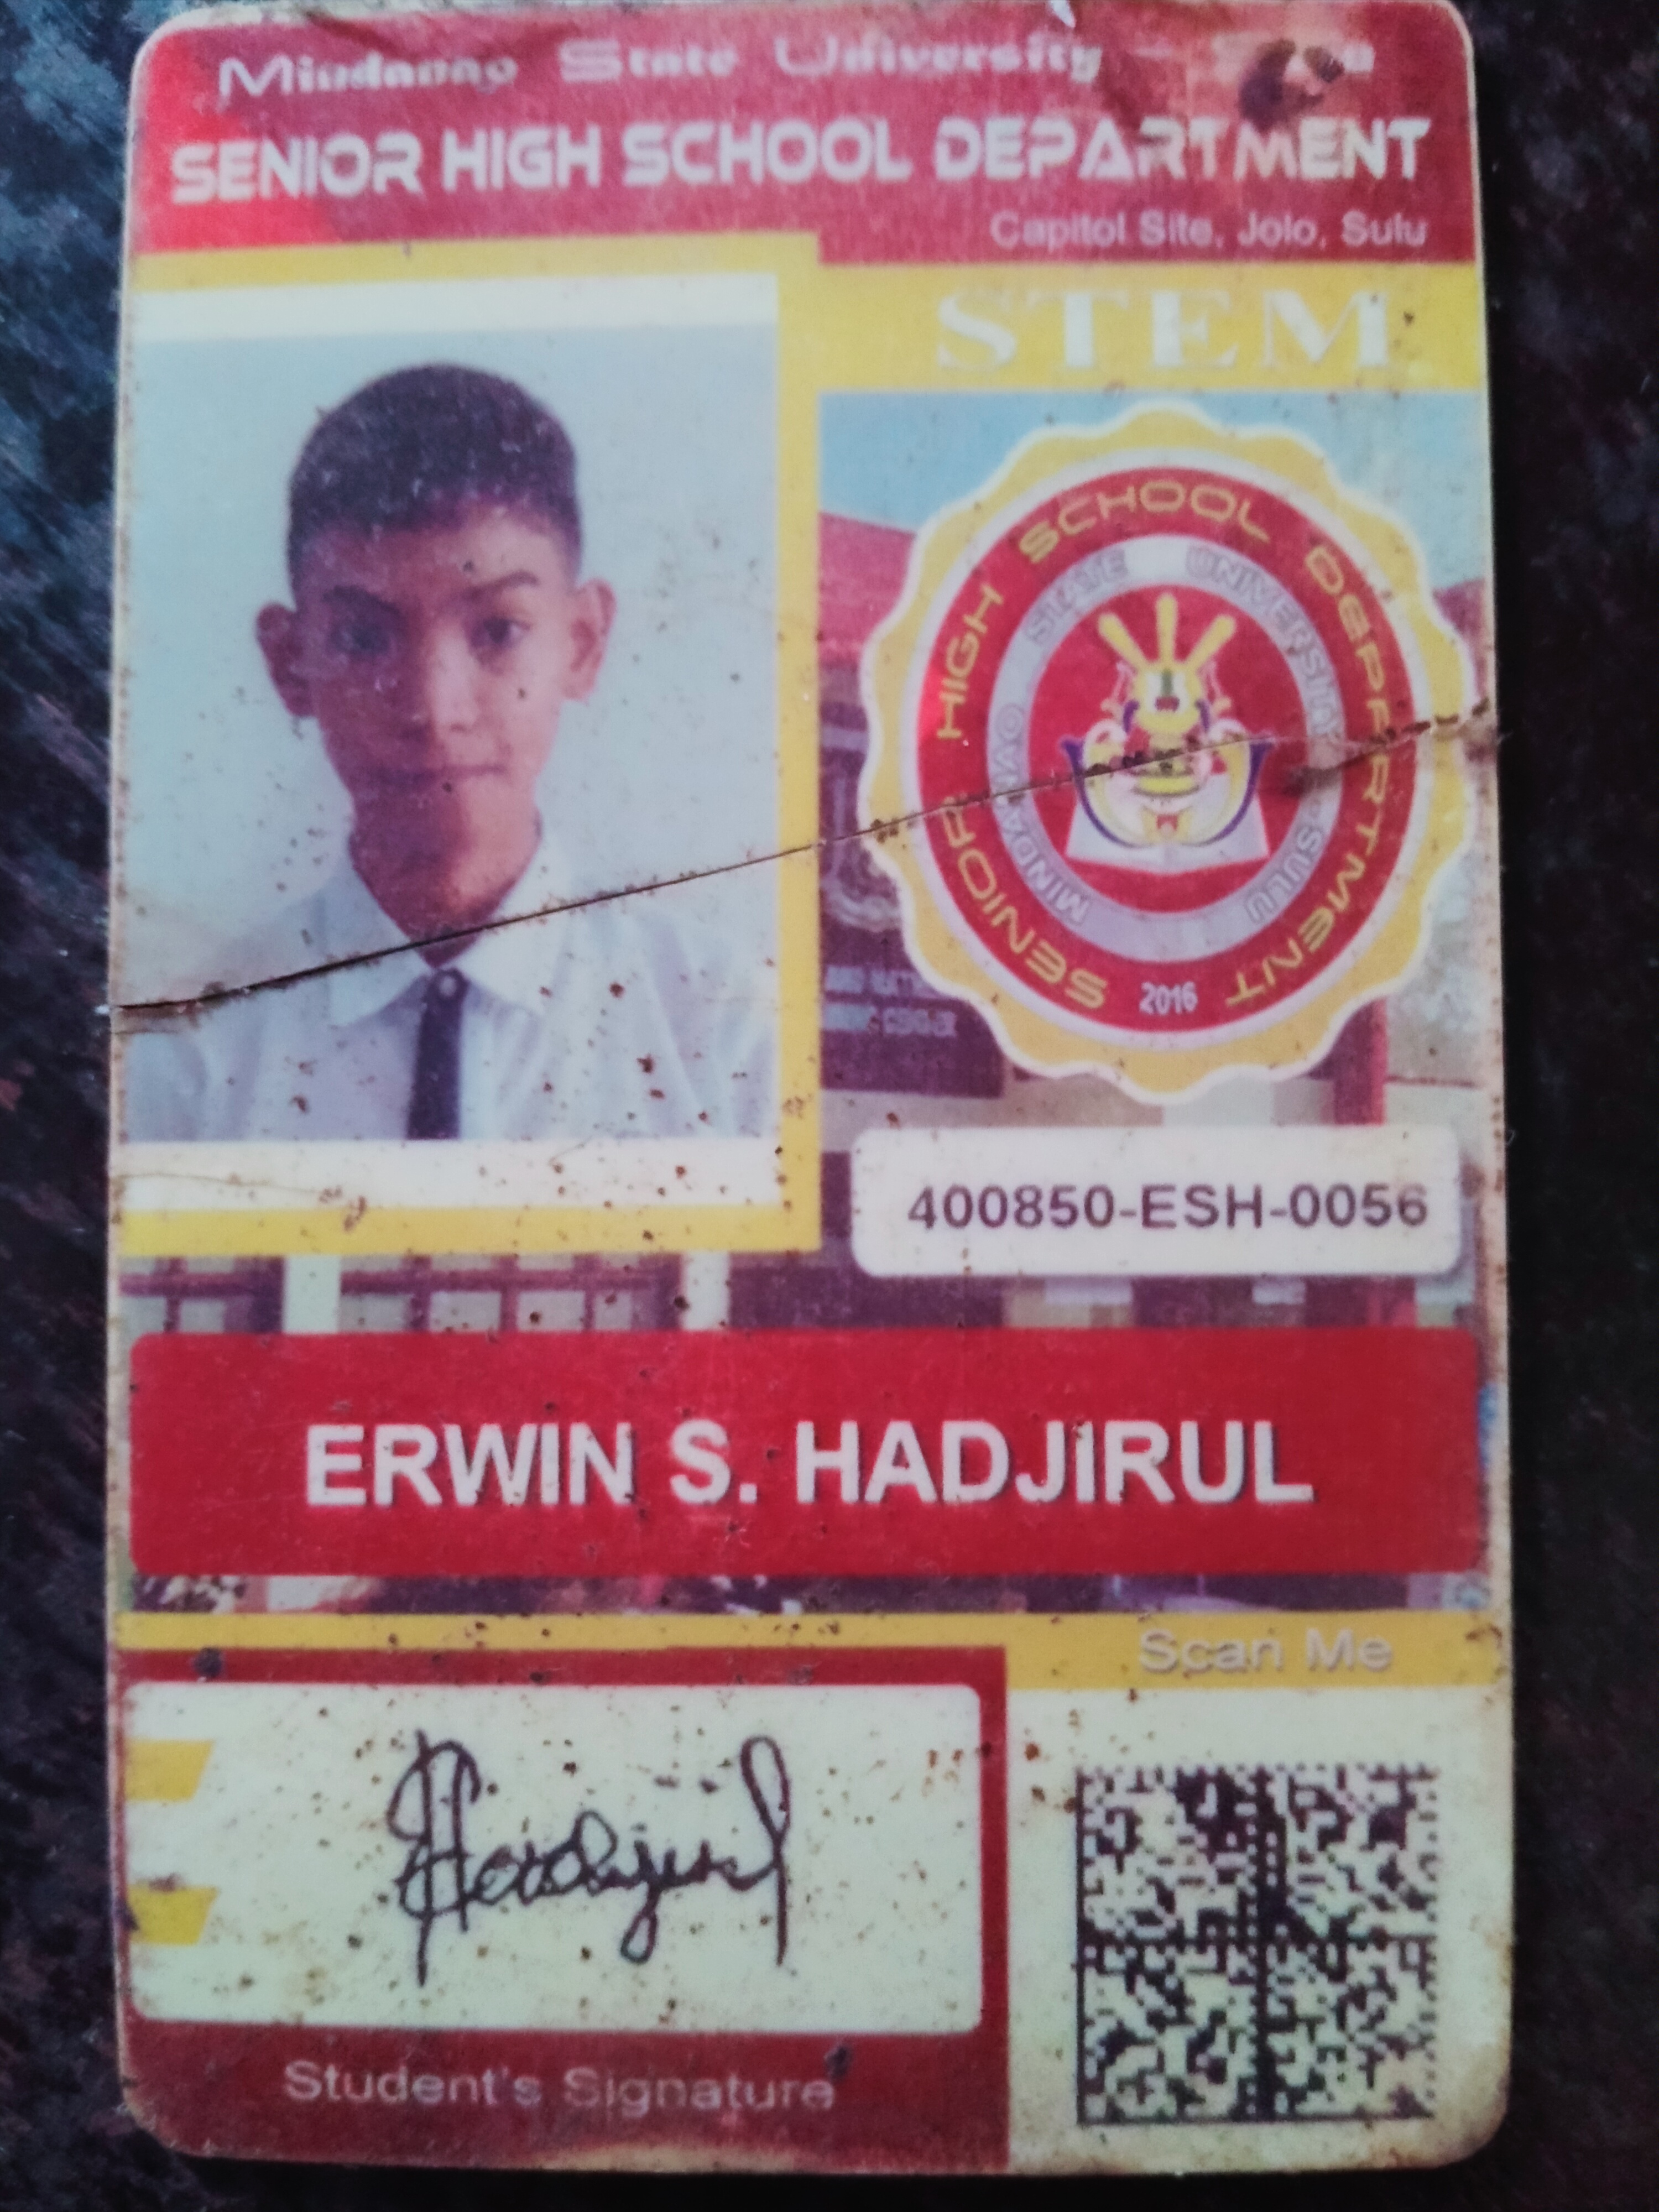 Mindanao State University
SENIOR HIGH SCHOOL DEPARTMENT
Capitol Site, Jolo, Sulu
STEM
SENIOR HIGH SCHOOL DEPARTMENT
MINDANAO STATE UNIVERSITY - SULU
2016
400850-ESH-0056
ERWIN S. HADJIRUL
Scan Me
Hadjirul
Student's Signature